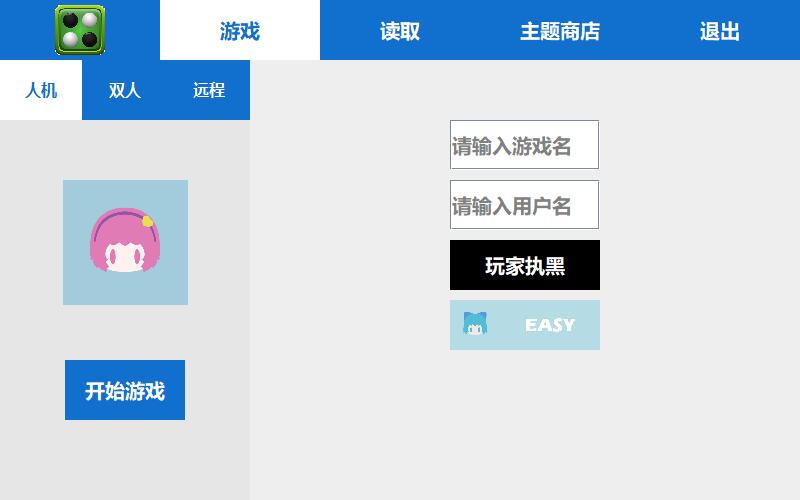 游戏
读取
主题商店
退出
人机
双人
远程
请输入游戏名
请输入用户名
玩家执黑
EASY
开始游戏